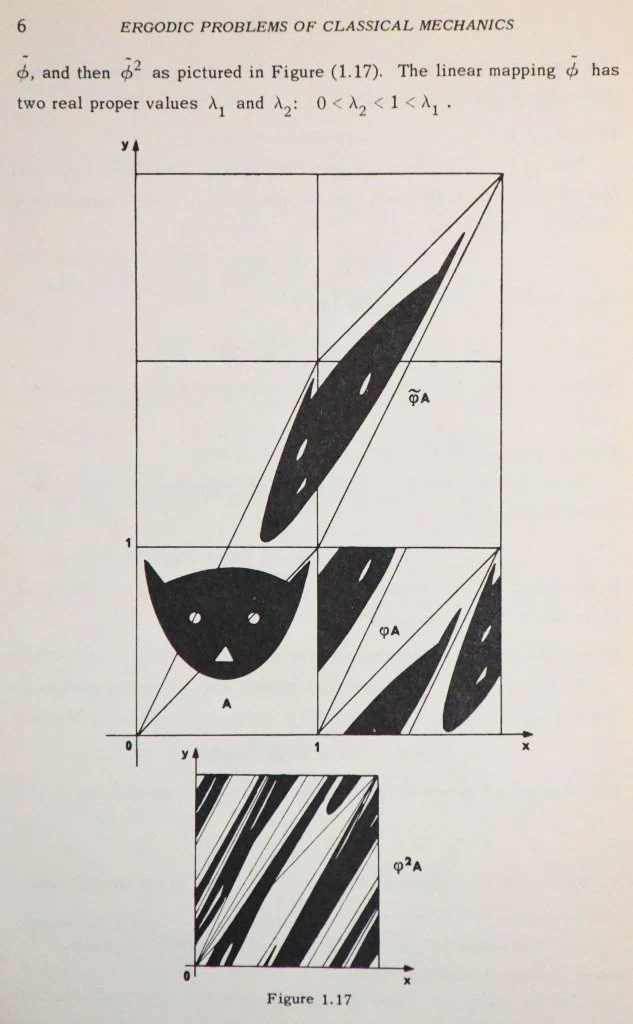 6 ERGODIC PROBLEMS OF CLASSICAL MECHANICS
ϕ̃, and then ϕ̃² as pictured in Figure (1.17). The linear mapping ϕ̃ has
two real proper values λ₁ and λ₂: 0 < λ₂ < 1 < λ₁ .
y
φ̃A
1
φA
A
0 1 x
y
φ²A
0 x
Figure 1.17